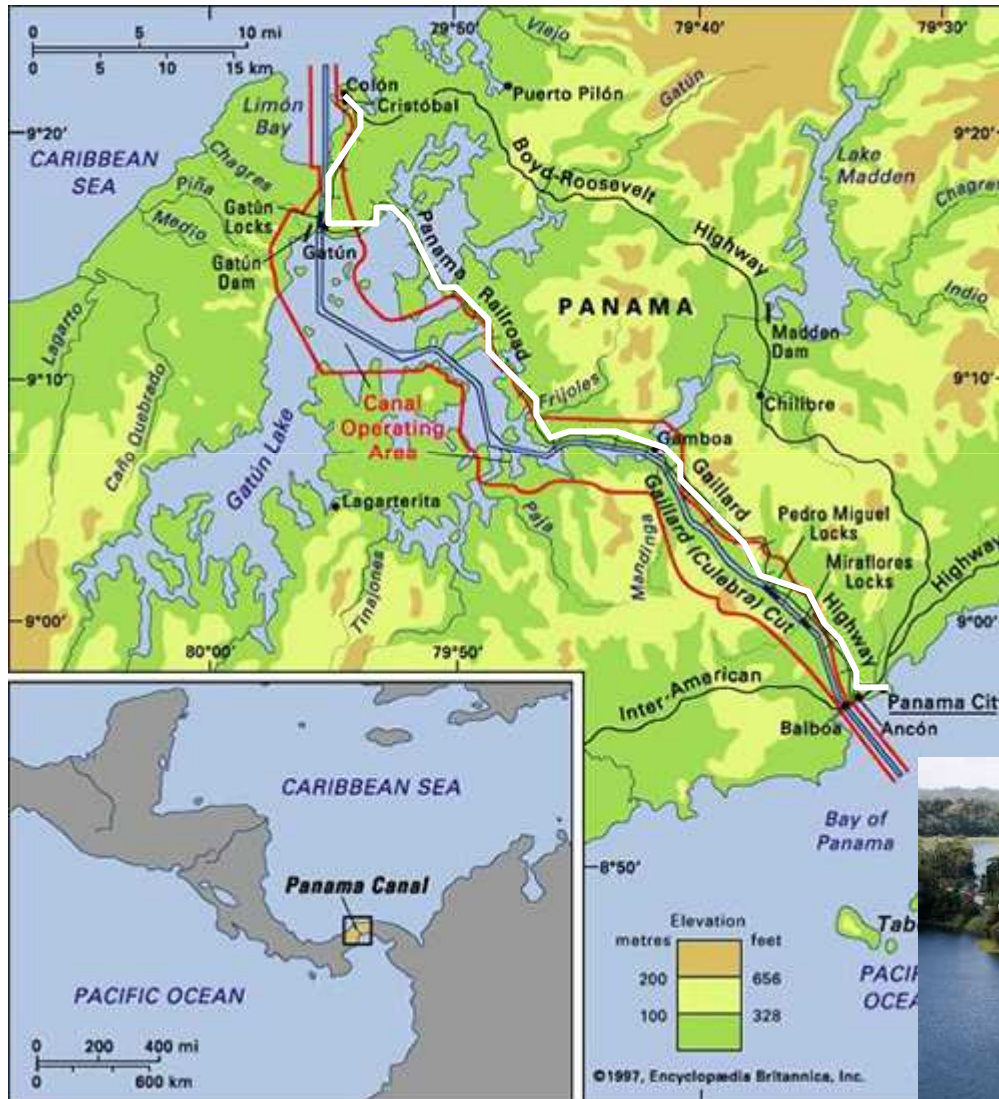 79°50'
79°40'
79°30'
0 5 10 mi
0 5 10 15 km
Viejo
Gatún
Colón
Cristóbal
Puerto Pilón
Limón
Bay
9°20'
9°20'
CARIBBEAN
SEA
Lake
Madden
Chagres
Boyd-Roosevelt
Highway
Chagres
Piña
Medio
Gatún
Locks
Gatún
Gatún
Dam
Panama
Railroad
PANAMA
Indio
Madden
Dam
Lagarto
9°10'
9°10'
Frijoles
Chilibre
Canal
Operating
Area
Caño Quebrado
Gatún Lake
Gamboa
Gaillard
Highway
Lagarterita
Paja
Pedro Miguel
Locks
Mandinga
Gaillard (Culebra) Cut
Miraflores
Locks
Highway
Tinajones
9°00'
9°00'
80°00'
79°50'
Inter-American
Panama Cit
Balboa
Ancón
CARIBBEAN SEA
Bay of
Panama
8°50'
Panama Canal
Elevation
metres feet
200 656
100 328
Tab
PACIF
OCEA
PACIFIC OCEAN
0 200 400 mi
0 600 km
©1997, Encyclopædia Britannica, Inc.